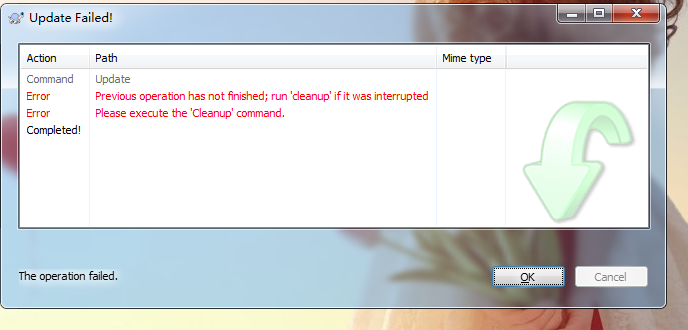 Update Failed!
Action Path Mime type
Command Update
Error Previous operation has not finished; run 'cleanup' if it was interrupted
Error Please execute the 'Cleanup' command.
Completed!
The operation failed.
OK Cancel